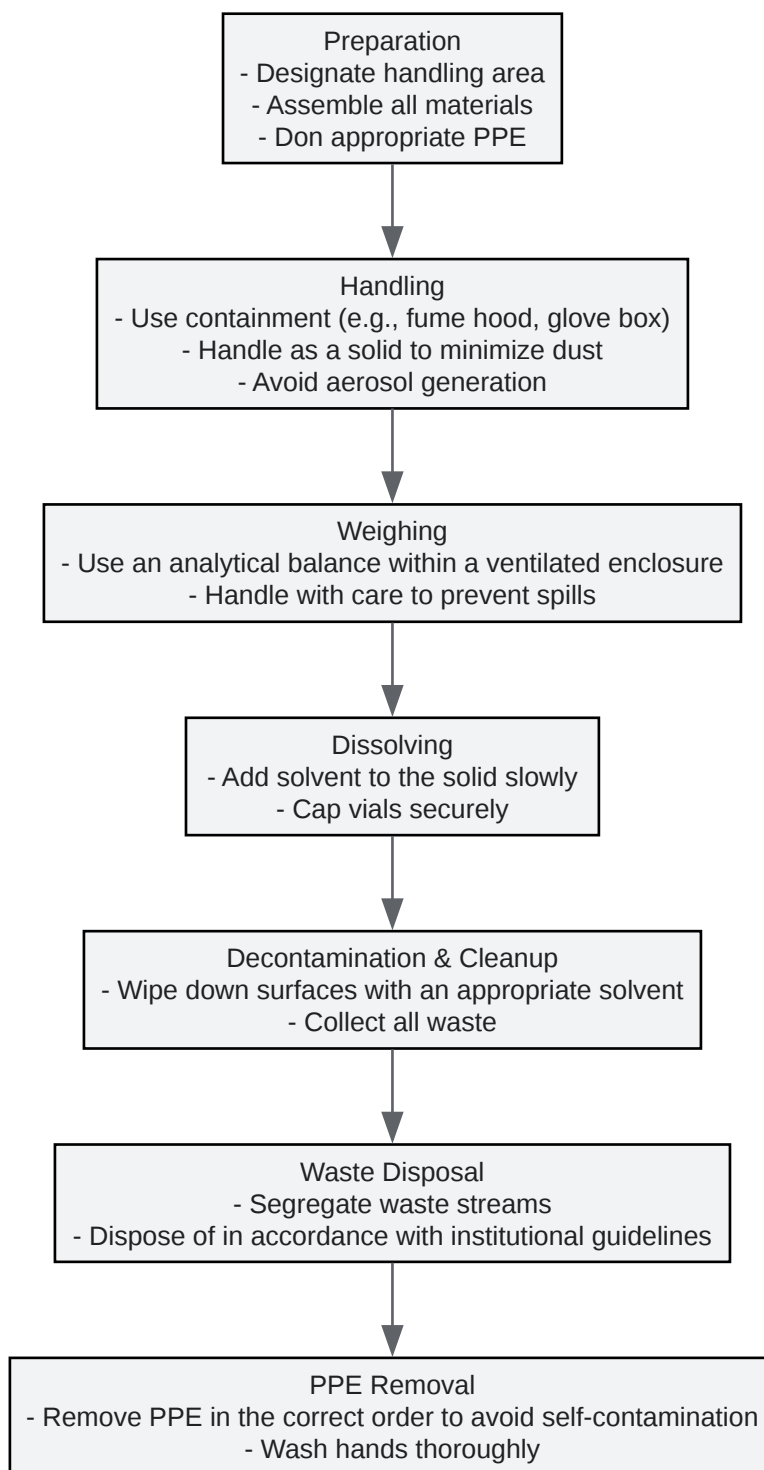 Preparation
- Designate handling area
- Assemble all materials
- Don appropriate PPE
Handling
- Use containment (e.g., fume hood, glove box)
- Handle as a solid to minimize dust
- Avoid aerosol generation
Weighing
- Use an analytical balance within a ventilated enclosure
- Handle with care to prevent spills
Dissolving
- Add solvent to the solid slowly
- Cap vials securely
Decontamination & Cleanup
- Wipe down surfaces with an appropriate solvent
- Collect all waste
Waste Disposal
- Segregate waste streams
- Dispose of in accordance with institutional guidelines
PPE Removal
- Remove PPE in the correct order to avoid self-contamination
- Wash hands thoroughly